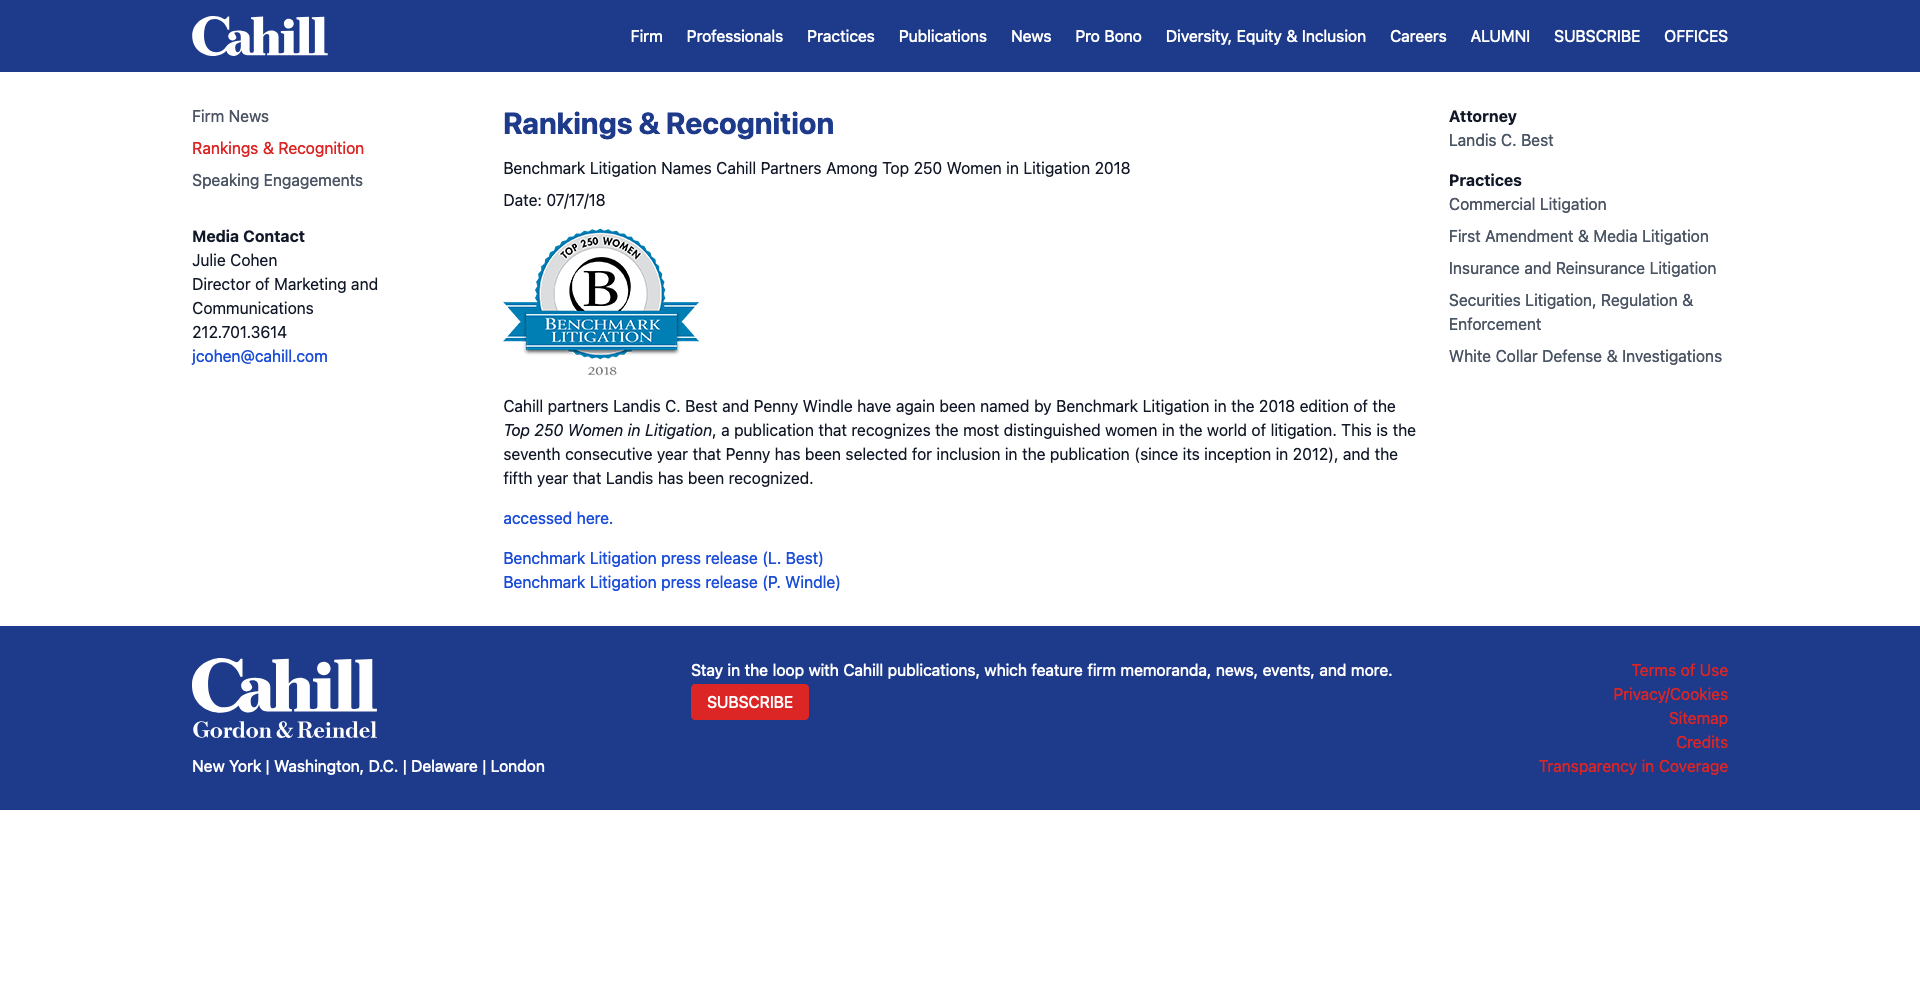 Cahill
Firm Professionals Practices Publications News Pro Bono Diversity, Equity & Inclusion Careers ALUMNI SUBSCRIBE OFFICES
Firm News
Rankings & Recognition
Speaking Engagements
Media Contact
Julie Cohen
Director of Marketing and
Communications
212.701.3614
jcohen@cahill.com
Rankings & Recognition
Benchmark Litigation Names Cahill Partners Among Top 250 Women in Litigation 2018
Date: 07/17/18
TOP 250 WOMEN
B
BENCHMARK
LITIGATION
2018
Cahill partners Landis C. Best and Penny Windle have again been named by Benchmark Litigation in the 2018 edition of the
Top 250 Women in Litigation, a publication that recognizes the most distinguished women in the world of litigation. This is the
seventh consecutive year that Penny has been selected for inclusion in the publication (since its inception in 2012), and the
fifth year that Landis has been recognized.
accessed here.
Benchmark Litigation press release (L. Best)
Benchmark Litigation press release (P. Windle)
Attorney
Landis C. Best
Practices
Commercial Litigation
First Amendment & Media Litigation
Insurance and Reinsurance Litigation
Securities Litigation, Regulation &
Enforcement
White Collar Defense & Investigations
Cahill
Gordon & Reindel
New York | Washington, D.C. | Delaware | London
Stay in the loop with Cahill publications, which feature firm memoranda, news, events, and more.
SUBSCRIBE
Terms of Use
Privacy/Cookies
Sitemap
Credits
Transparency in Coverage